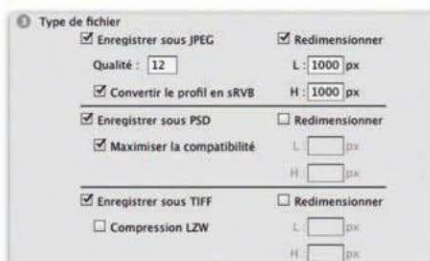 3 Type de fichier
Enregistrer sous JPEG Redimensionner
Qualité : 12 L : 1000 px
Convertir le profil en sRVB H : 1000 px
Enregistrer sous PSD Redimensionner
Maximiser la compatibilité L : px
H : px
Enregistrer sous TIFF Redimensionner
Compression LZW L : px
H : px